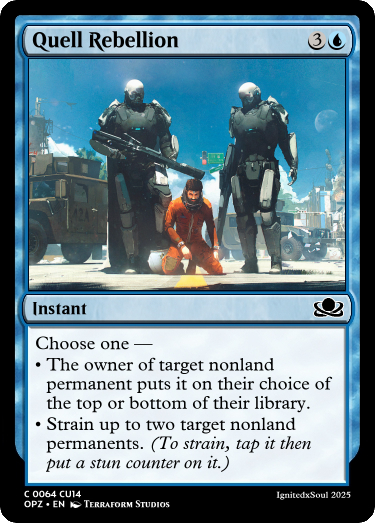 Quell Rebellion 3
Instant
Choose one —
• The owner of target nonland
permanent puts it on their choice of
the top or bottom of their library.
• Strain up to two target nonland
permanents. (To strain, tap it then
put a stun counter on it.)
C 0064 CU14
OPZ • EN Terraform Studios
IgnitedxSoul 2025